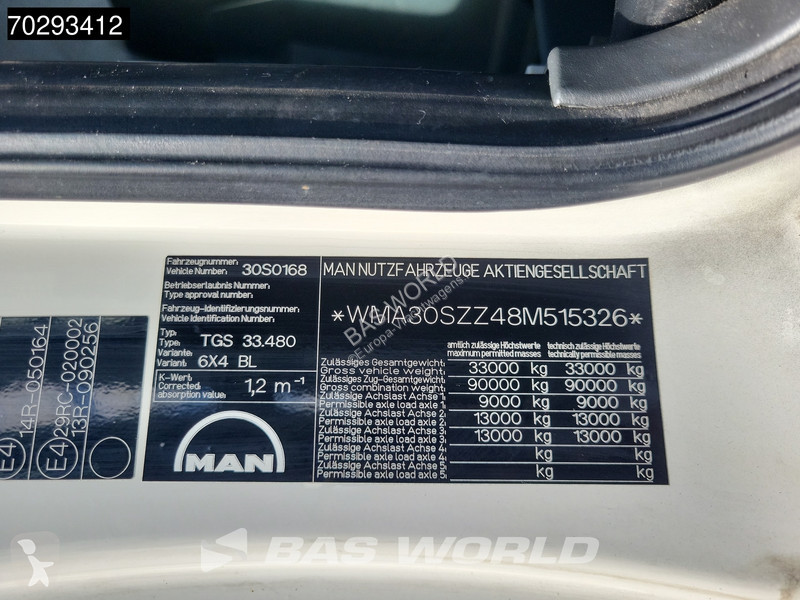 70293412
Fahrzeugnummer:
Vehicle Number: 30S0168
Betriebserlaubnis Nummer:
Type approval number:
Fahrzeug-Identifizierungsnummer:
Vehicle Identification Number:
Typ:
Type: TGS 33.480
Variante:
Variant: 6X4 BL
K-Wert:
Corrected absorption value: 1,2 m⁻¹
MAN
MAN NUTZFAHRZEUGE AKTIENGESELLSCHAFT
*WMA30SZZ48M515326*
amtlich zulässige Höchstwerte technisch zulässige Höchstwerte
maximum permitted masses technically permissible masses
Zulässiges Gesamtgewicht:
Gross vehicle weight: 33000 kg 33000 kg
Zulässiges Zug-Gesamtgewicht:
Gross combination weight: 90000 kg 90000 kg
Zulässige Achslast Achse 1:
Permissible axle load axle 1: 9000 kg 9000 kg
Zulässige Achslast Achse 2:
Permissible axle load axle 2: 13000 kg 13000 kg
Zulässige Achslast Achse 3:
Permissible axle load axle 3: 13000 kg 13000 kg
Zulässige Achslast Achse 4:
Permissible axle load axle 4: kg kg
Zulässige Achslast Achse 5:
Permissible axle load axle 5: kg kg
E4 14R-050164
E4 29RC-020002
13R-090256
BAS WORLD
Europa-Volkswagens
BAS WORLD